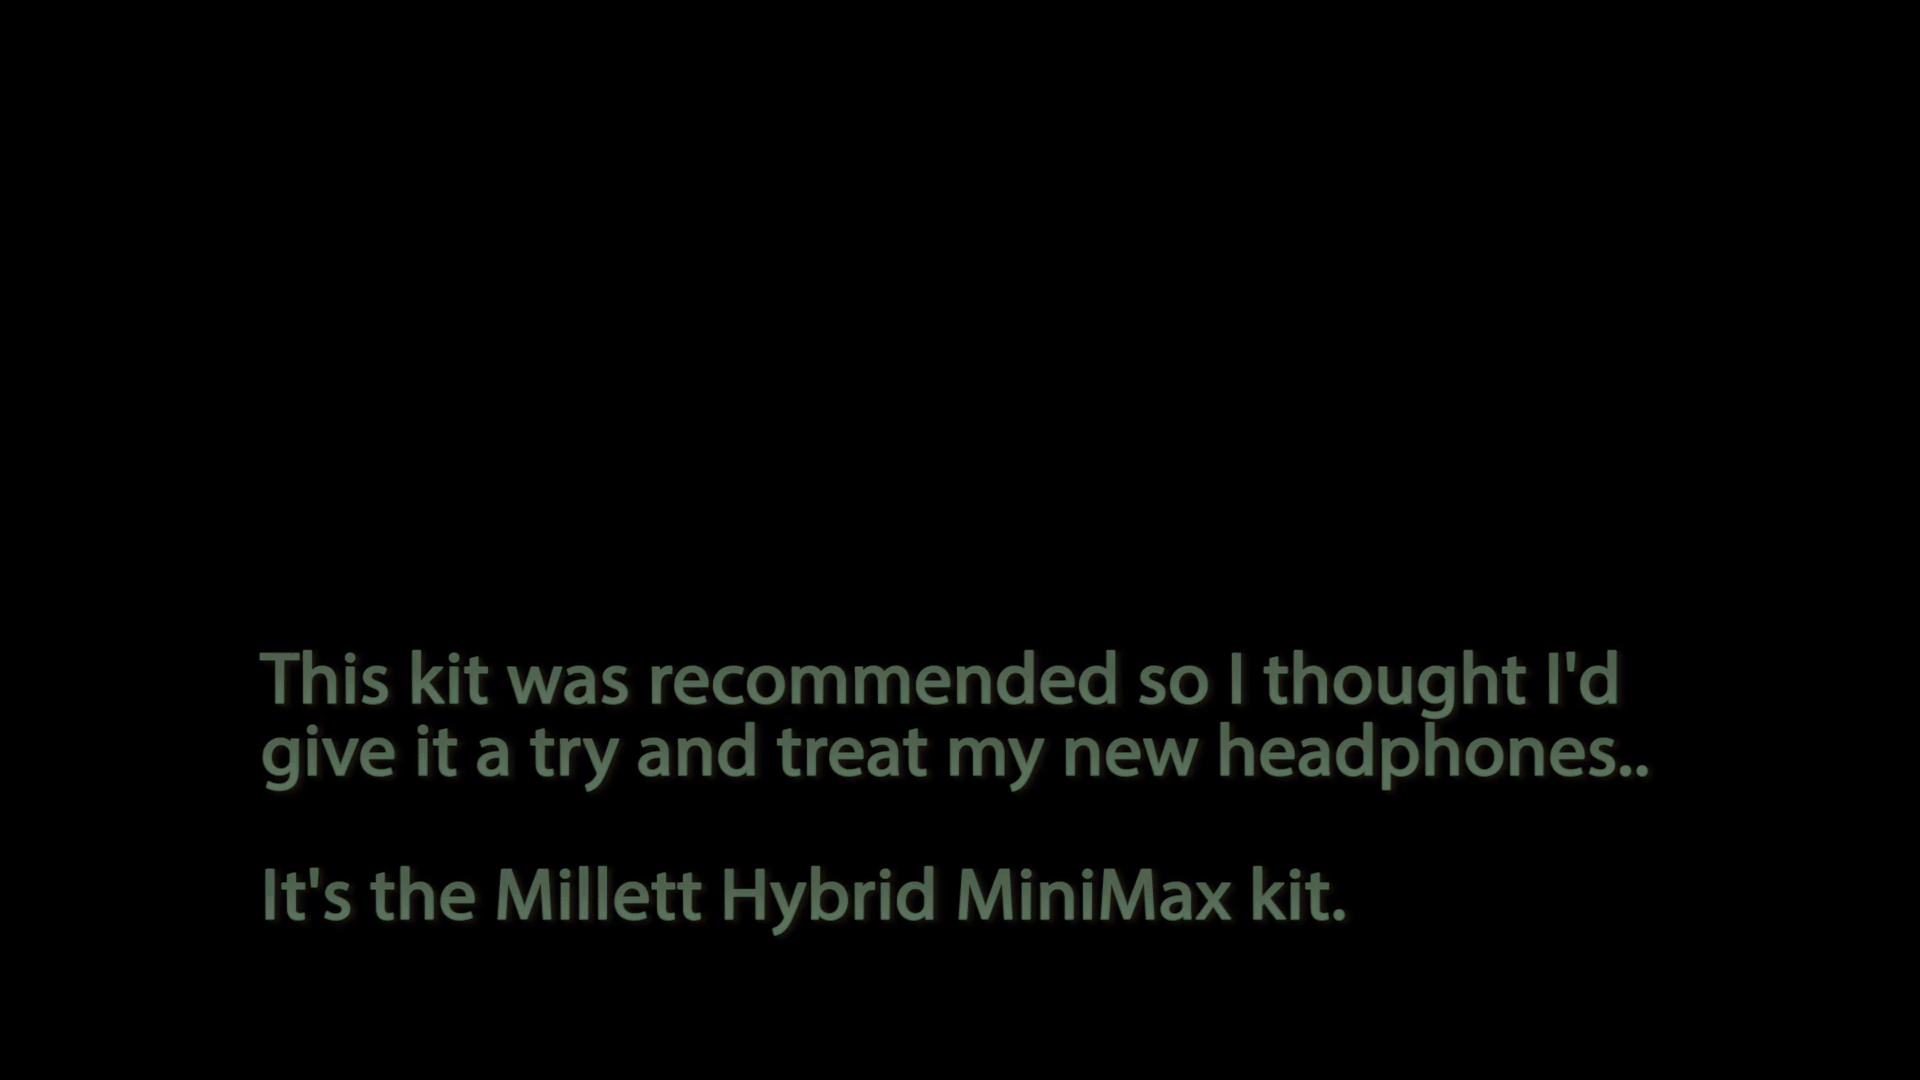 This kit was recommended so I thought I'd
give it a try and treat my new headphones..
It's the Millett Hybrid MiniMax kit.